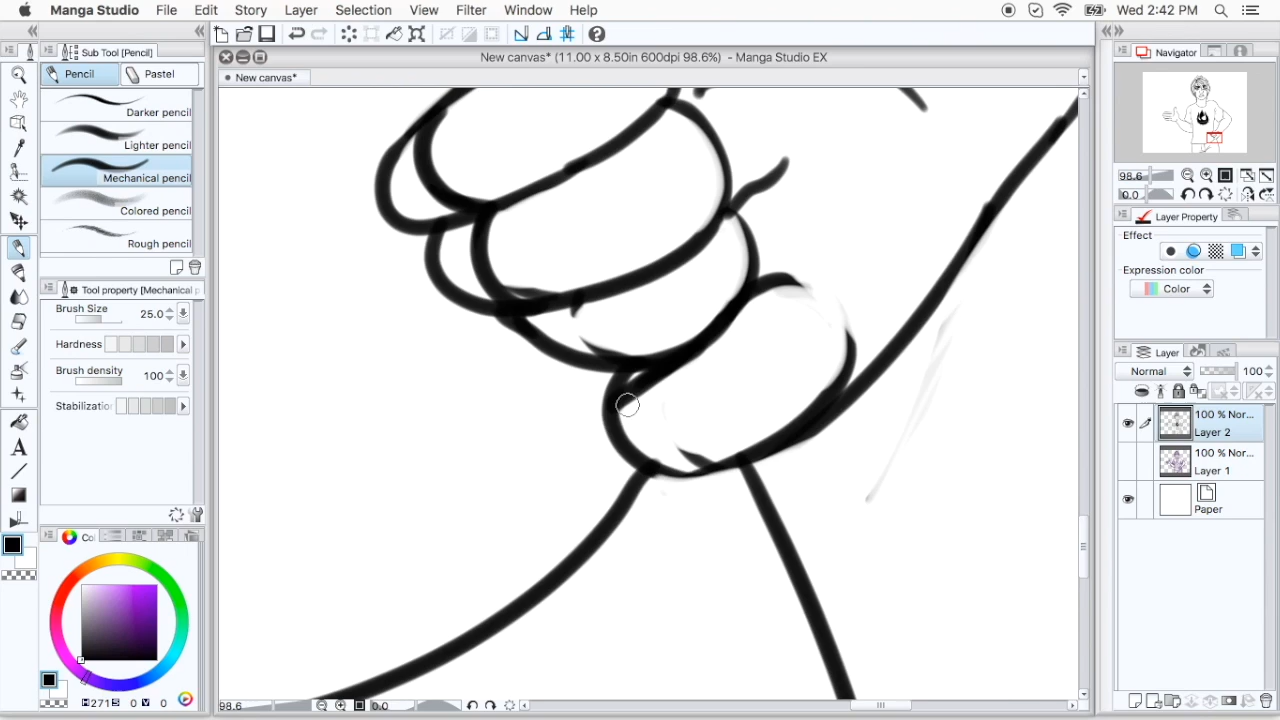 Manga Studio File Edit Story Layer Selection View Filter Window Help Wed 2:42 PM
New canvas* (11.00 x 8.50in 600dpi 98.6%) - Manga Studio EX
New canvas*
Sub Tool [Pencil]
Pencil Pastel
Darker pencil
Lighter pencil
Mechanical pencil
Colored pencil
Rough pencil
Tool property [Mechanical p
Brush Size 25.0
Hardness
Brush density 100
Stabilizatio
Co
H 271 S 0 V 0
98.6 0.0
Navigator
98.6
0.0
Layer Property
Effect
Expression color
Color
Layer
Normal 100
100 % Nor...
Layer 2
100 % Nor...
Layer 1
Paper